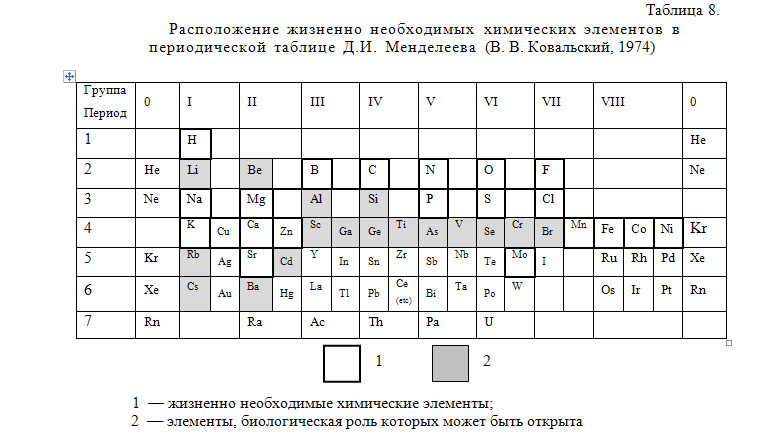 Таблица 8.
Расположение жизненно необходимых химических элементов в
периодической таблице Д.И. Менделеева (В. В. Ковальский, 1974)
Группа
Период 0 I II III IV V VI VII VIII 0
1 H He
2 He Li Be B C N O F Ne
3 Ne Na Mg Al Si P S Cl
4 K Cu Ca Zn Sc Ga Ge Ti As V Se Cr Br Mn Fe Co Ni Kr
5 Kr Rb Ag Sr Cd Y In Sn Zr Sb Nb Te Mo I Ru Rh Pd Xe
6 Xe Cs Au Ba Hg La Tl Pb Ce (etc) Bi Ta Po W Os Ir Pt Rn
7 Rn Ra Ac Th Pa U
1 2
1 — жизненно необходимые химические элементы;
2 — элементы, биологическая роль которых может быть открыта